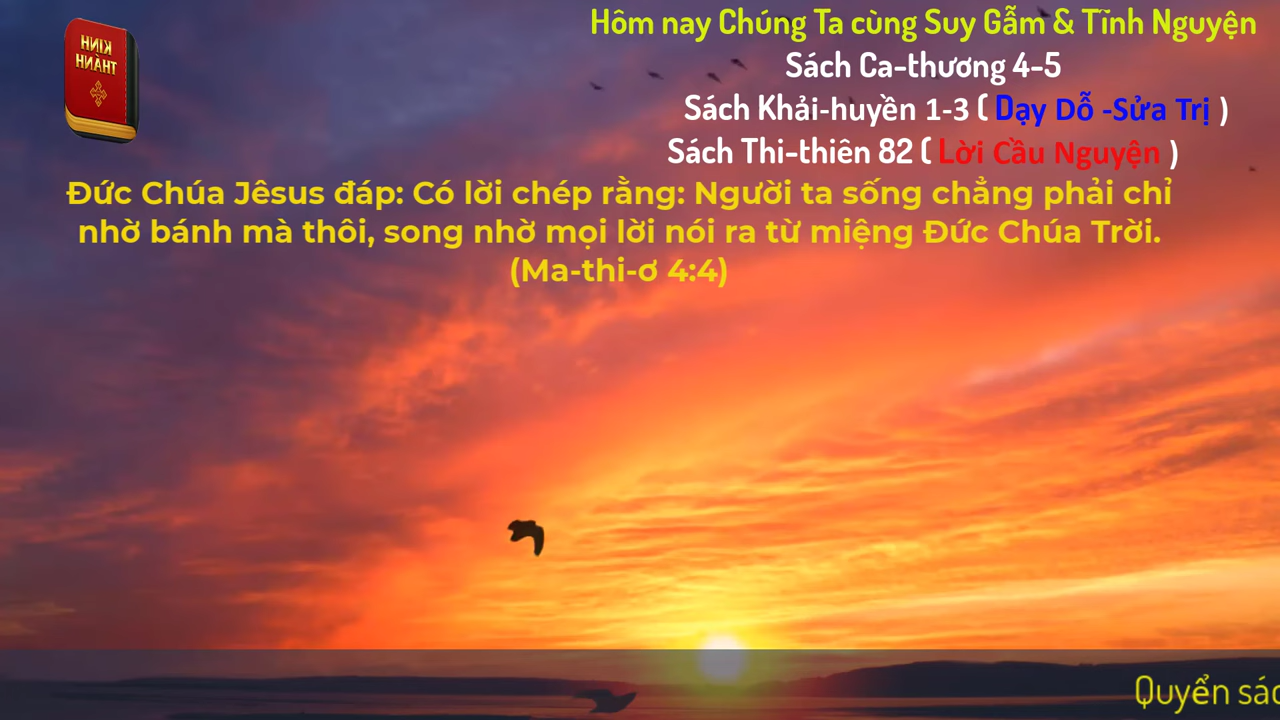 KINH
THÁNH
Hôm nay Chúng Ta cùng Suy Gẫm & Tĩnh Nguyện
Sách Ca-thương 4-5
Sách Khải-huyền 1-3 ( Dạy Dỗ -Sửa Trị )
Sách Thi-thiên 82 ( Lời Cầu Nguyện )
Đức Chúa Jêsus đáp: Có lời chép rằng: Người ta sống chẳng phải chỉ
nhờ bánh mà thôi, song nhờ mọi lời nói ra từ miệng Đức Chúa Trời.
(Ma-thi-ơ 4:4)
Quyển